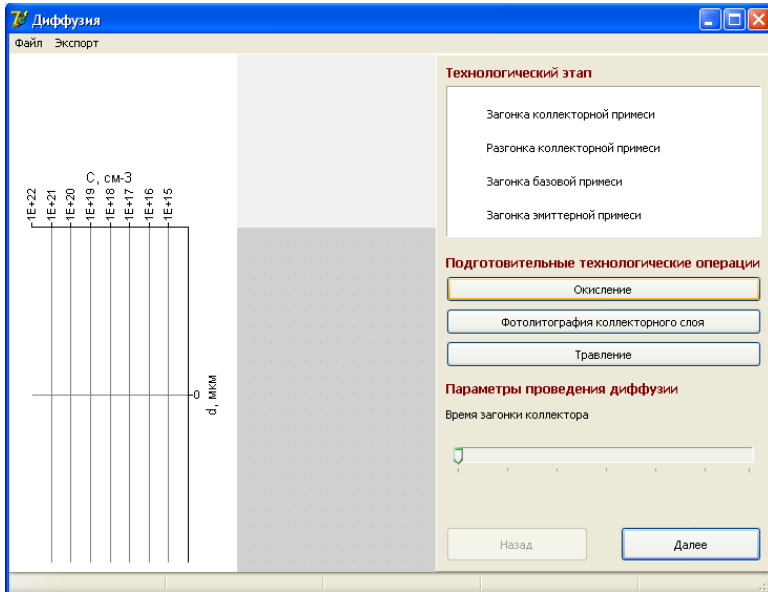 Диффузия
Файл Экспорт
С, см-3
1E+22
1E+21
1E+20
1E+19
1E+18
1E+17
1E+16
1E+15
0
d, мкм
Технологический этап
Загонка коллекторной примеси
Разгонка коллекторной примеси
Загонка базовой примеси
Загонка эмиттерной примеси
Подготовительные технологические операции
Окисление
Фотолитография коллекторного слоя
Травление
Параметры проведения диффузии
Время загонки коллектора
Назад
Далее